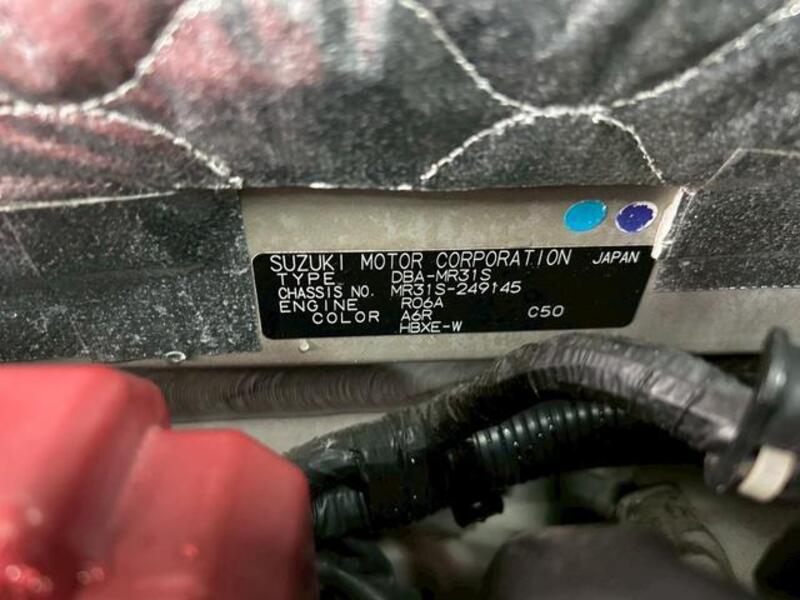 SUZUKI MOTOR CORPORATION JAPAN
TYPE DBA-MR31S
CHASSIS NO. MR31S-249145
ENGINE R06A
COLOR A6R C50
HBXE-W